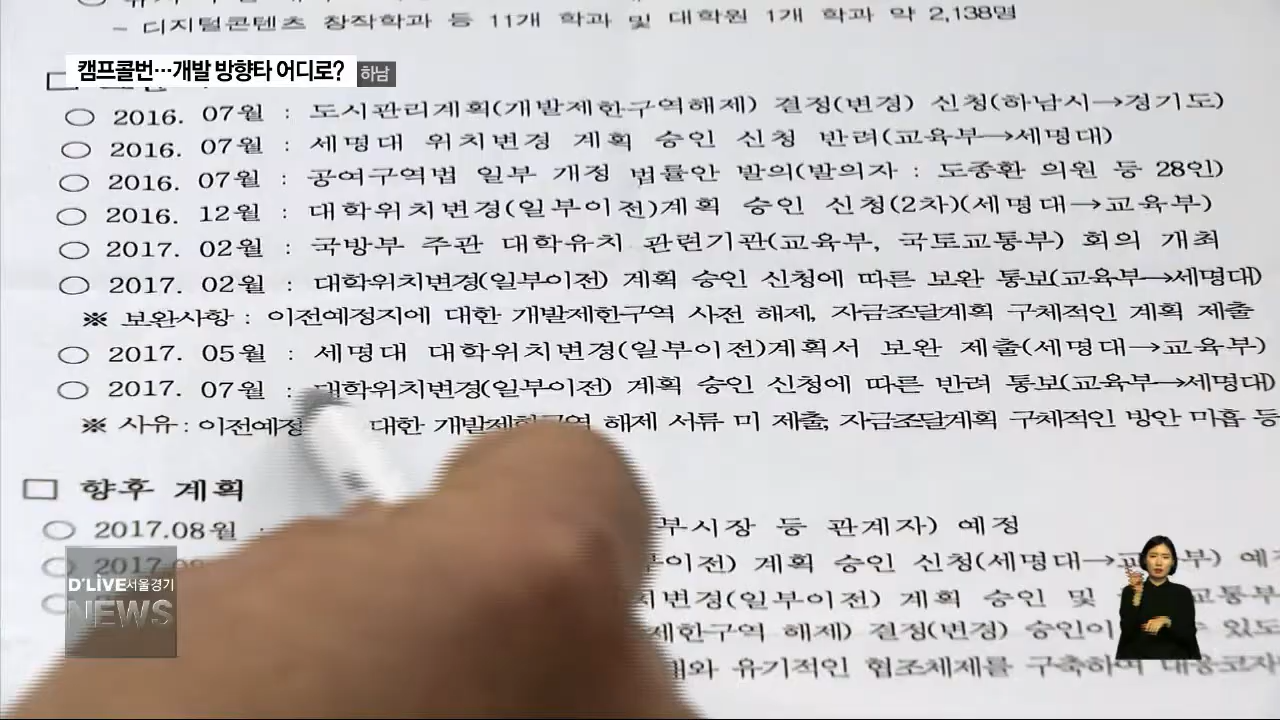 - 디지털콘텐츠 창작학과 등 11개 학과 및 대학원 1개 학과 약 2,138명
캠프콜번…개발 방향타 어디로? 하남
○ 2016. 07월 : 도시관리계획(개발제한구역해제) 결정(변경) 신청(하남시→경기도)
○ 2016. 07월 : 세명대 위치변경 계획 승인 신청 반려(교육부→세명대)
○ 2016. 07월 : 공여구역법 일부 개정 법률안 발의(발의자 : 도종환 의원 등 28인)
○ 2016. 12월 : 대학위치변경(일부이전)계획 승인 신청(2차)(세명대→교육부)
○ 2017. 02월 : 국방부 주관 대학유치 관련기관(교육부, 국토교통부) 회의 개최
○ 2017. 02월 : 대학위치변경(일부이전) 계획 승인 신청에 따른 보완 통보(교육부→세명대)
※ 보완사항 : 이전예정지에 대한 개발제한구역 사전 해제, 자금조달계획 구체적인 계획 제출
○ 2017. 05월 : 세명대 대학위치변경(일부이전)계획서 보완 제출(세명대→교육부)
○ 2017. 07월 : 대학위치변경(일부이전) 계획 승인 신청에 따른 반려 통보(교육부→세명대)
※ 사유 : 이전예정 대한 개발제한구역 해제 서류 미 제출, 자금조달계획 구체적인 방안 미흡 등
□ 향후 계획
○ 2017.08월 : 부시장 등 관계자) 예정
○ 2017.08 이전) 계획 승인 신청(세명대→교육부)
치변경(일부이전) 계획 승인 및 교통부
제한구역 해제) 결정(변경) 승인이 있도
유기적인 협조체제를 구축하여
D'LIVE 서울경기
NEWS